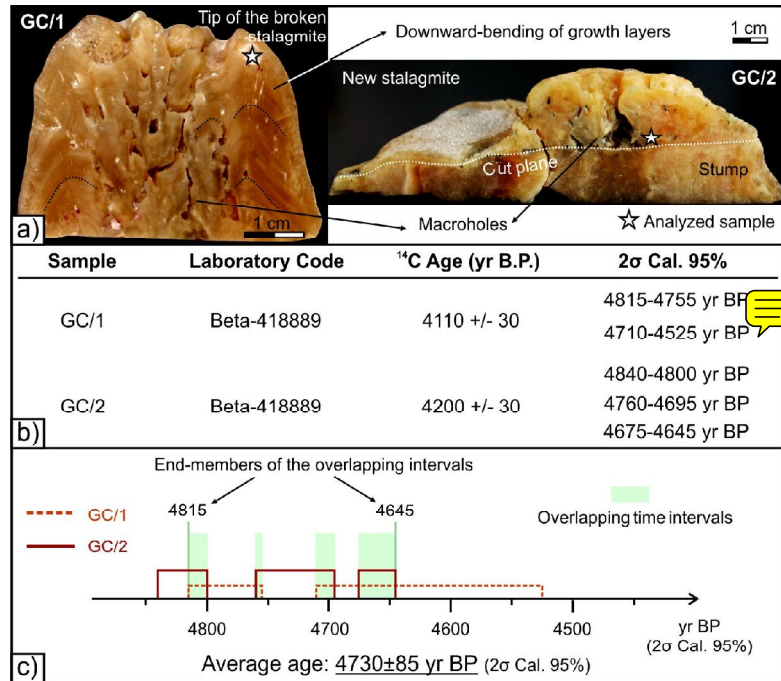 GC/1
Tip of the broken
stalagmite
Downward-bending of growth layers
1 cm
New stalagmite
GC/2
Cut plane
Stump
1 cm
Macroholes
☆ Analyzed sample
a)
Sample Laboratory Code ¹⁴C Age (yr B.P.) 2σ Cal. 95%
GC/1 Beta-418889 4110 +/- 30
4815-4755 yr BP
4710-4525 yr BP
GC/2 Beta-418889 4200 +/- 30
4840-4800 yr BP
4760-4695 yr BP
4675-4645 yr BP
b)
End-members of the overlapping intervals
4815
4645
GC/1
GC/2
Overlapping time intervals
4800 4700 4600 4500 yr BP
(2σ Cal. 95%)
Average age: 4730±85 yr BP (2σ Cal. 95%)
c)